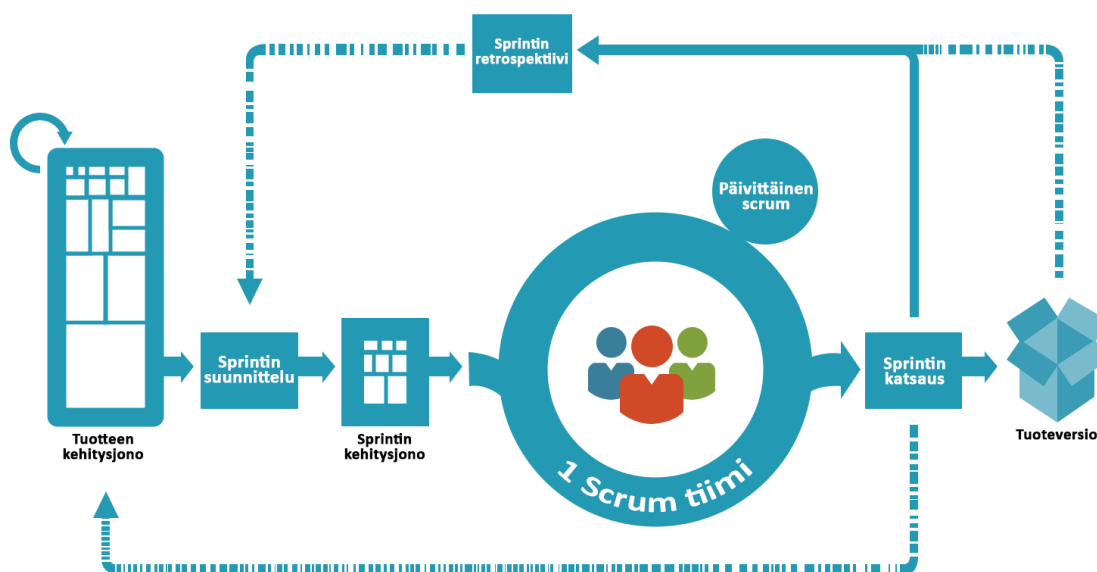 Sprintin
retrospektiivi
Päivittäinen
scrum
Sprintin
suunnittelu
Sprintin
katsaus
Tuotteen
kehitysjono
Sprintin
kehitysjono
Tuoteversio
1 Scrum tiimi